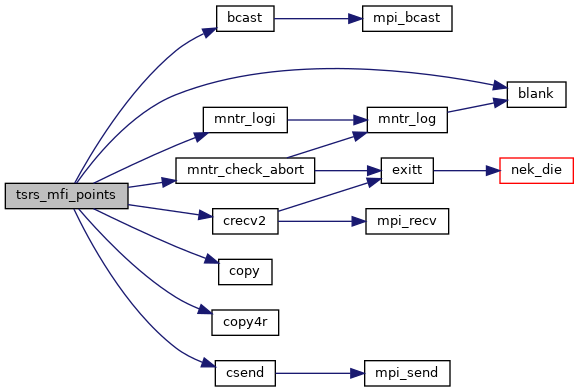 bcast
mpi_bcast
blank
mntr_logi
mntr_log
mntr_check_abort
exitt
nek_die
tsrs_mfi_points
crecv2
mpi_recv
copy
copy4r
csend
mpi_send